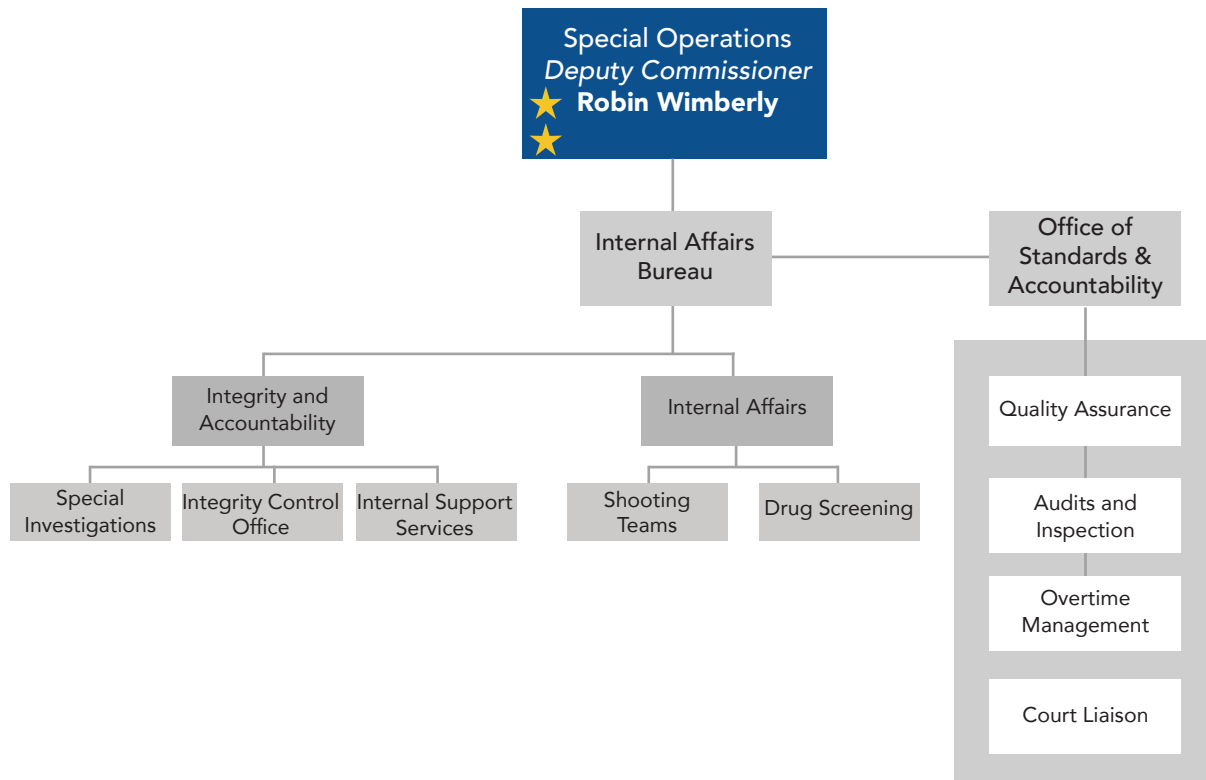 Special Operations
Deputy Commissioner
Robin Wimberly
Internal Affairs
Bureau
Office of
Standards &
Accountability
Integrity and
Accountability
Internal Affairs
Special
Investigations
Integrity Control
Office
Internal Support
Services
Shooting
Teams
Drug Screening
Quality Assurance
Audits and
Inspection
Overtime
Management
Court Liaison